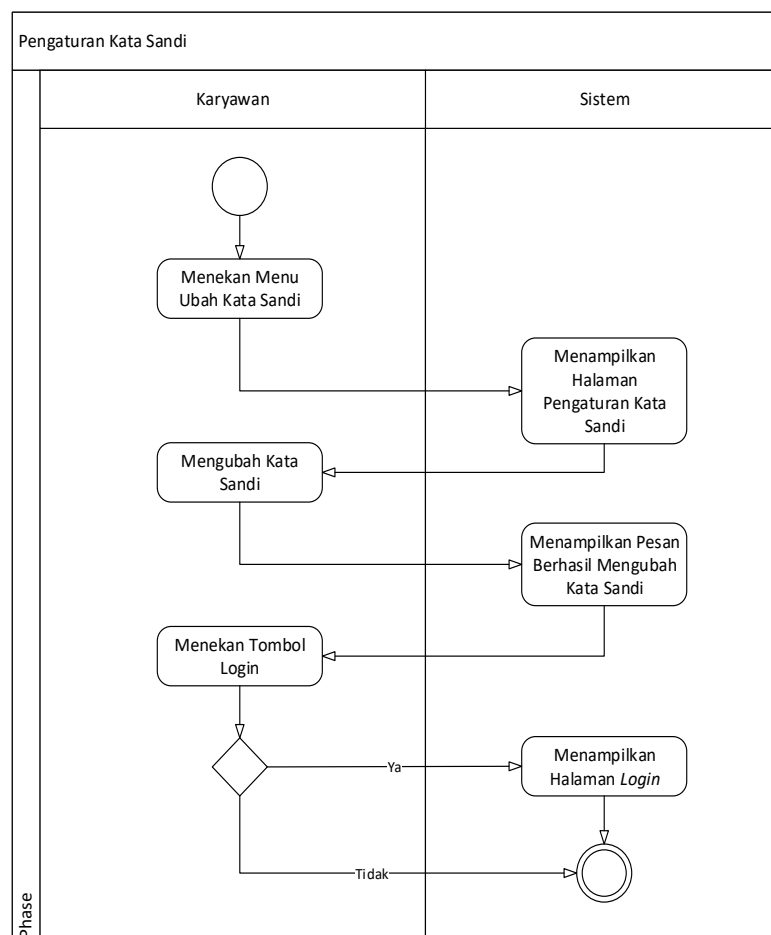 Pengaturan Kata Sandi
Phase
Karyawan
Sistem
Menekan Menu
Ubah Kata Sandi
Menampilkan
Halaman
Pengaturan Kata
Sandi
Mengubah Kata
Sandi
Menampilkan Pesan
Berhasil Mengubah
Kata Sandi
Menekan Tombol
Login
Ya
Menampilkan
Halaman Login
Tidak